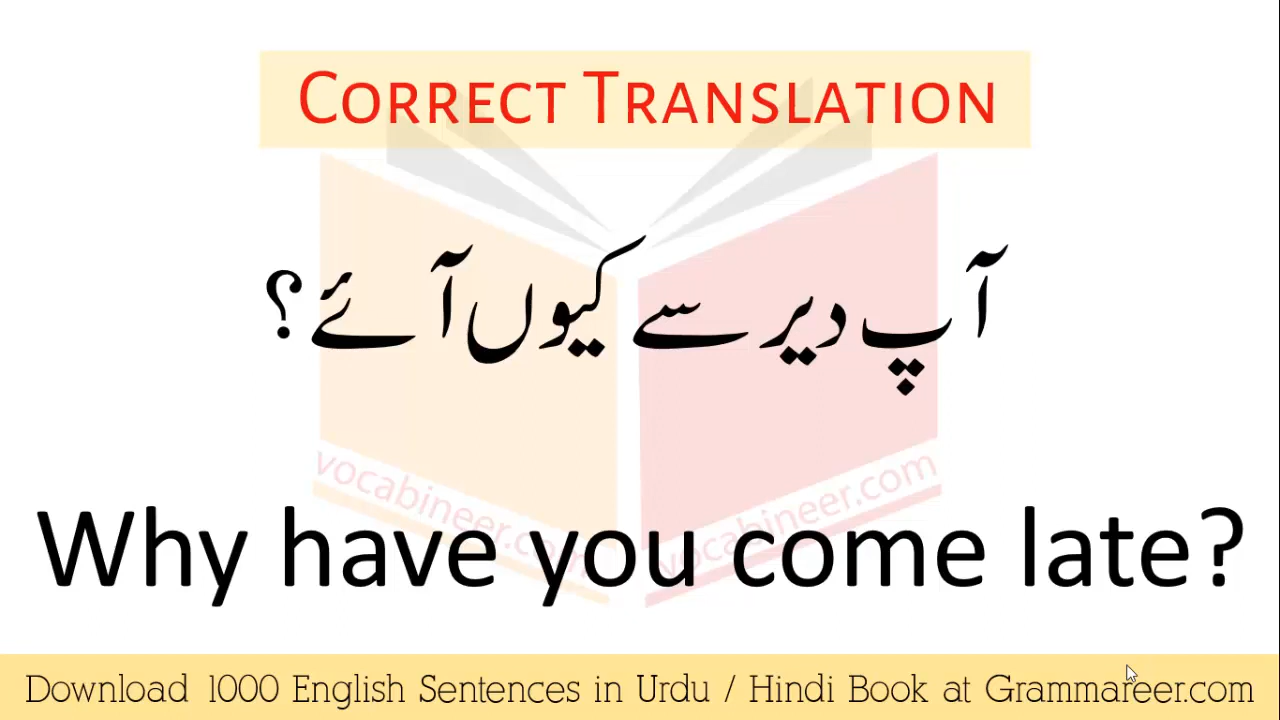 CORRECT TRANSLATION
آپ دیر سے کیوں آئے؟
vocabineer.com vocabineer.com
Why have you come late?
Download 1000 English Sentences in Urdu / Hindi Book at Grammareer.com